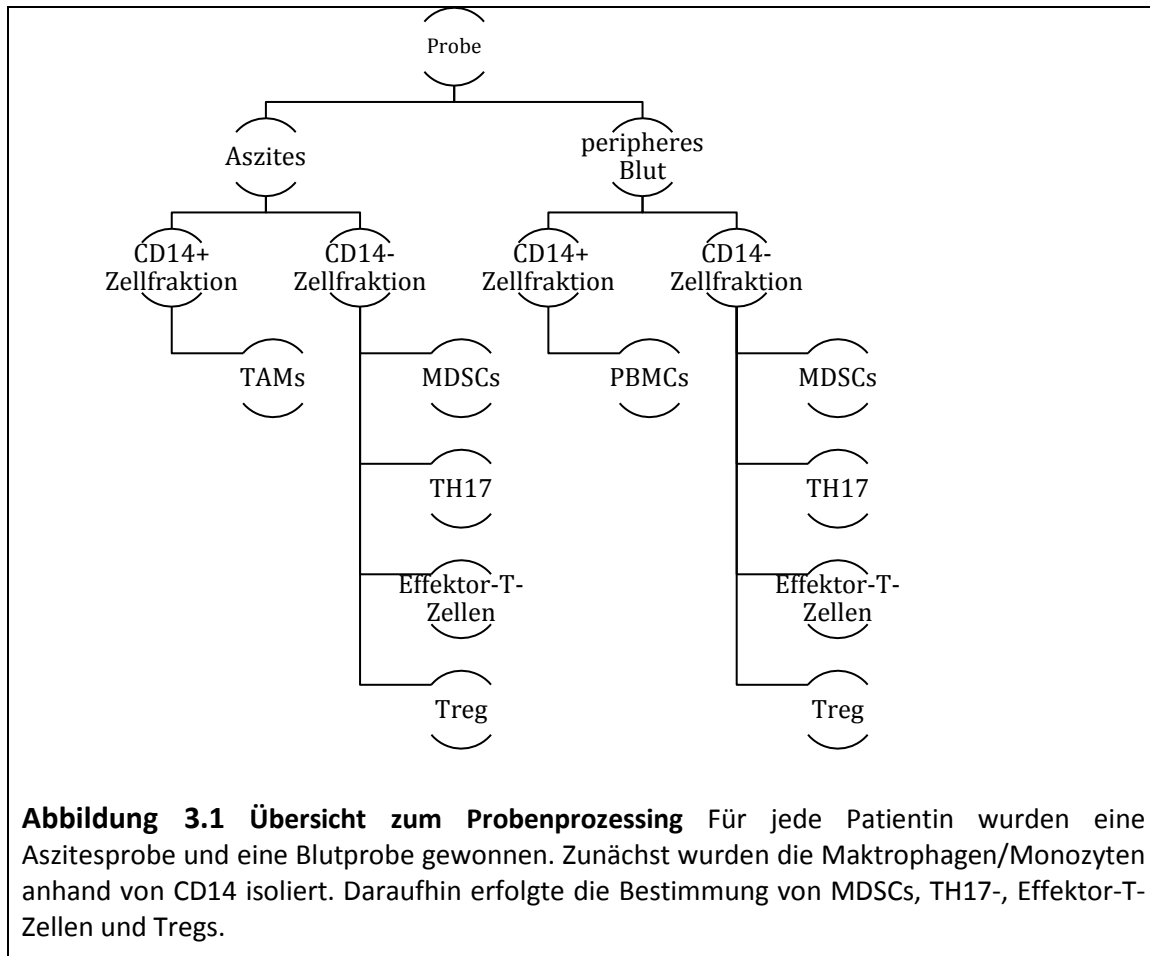 Probe
Aszites
peripheres
Blut
CD14+
Zellfraktion
CD14-
Zellfraktion
CD14+
Zellfraktion
CD14-
Zellfraktion
TAMs
MDSCs
PBMCs
MDSCs
TH17
TH17
Effektor-T-
Zellen
Effektor-T-
Zellen
Treg
Treg
Abbildung 3.1 Übersicht zum Probenprozessing Für jede Patientin wurden eine
Aszitesprobe und eine Blutprobe gewonnen. Zunächst wurden die Maktrophagen/Monozyten
anhand von CD14 isoliert. Daraufhin erfolgte die Bestimmung von MDSCs, TH17-, Effektor-T-
Zellen und Tregs.